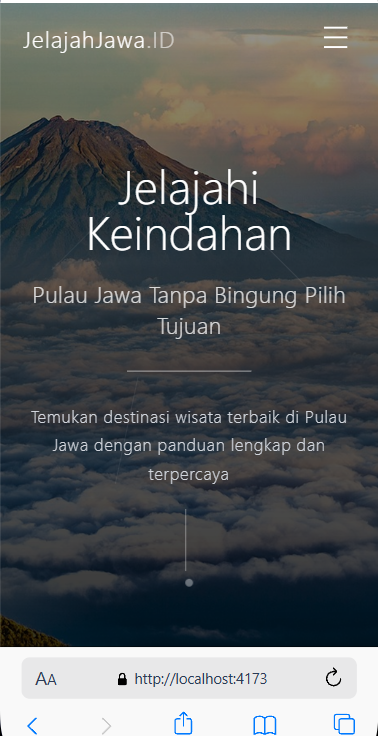 JelajahJawa.ID
Jelajahi
Keindahan
Pulau Jawa Tanpa Bingung Pilih
Tujuan
Temukan destinasi wisata terbaik di Pulau
Jawa dengan panduan lengkap dan
terpercaya
AA http://localhost:4173